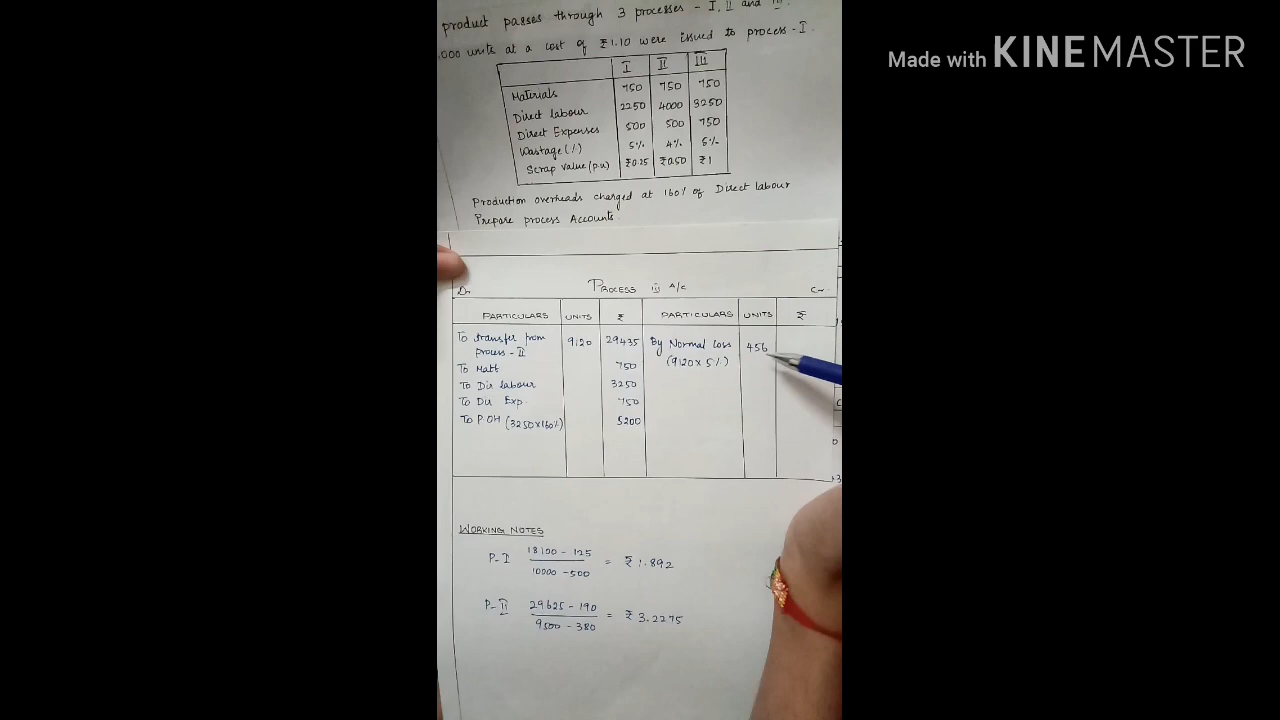 product passes through 3 processes - I, II and III.
000 units at a cost of ₹1.10 were issued to process - I.
I II III
Materials 750 750 750
Direct labour 2250 4000 3250
Direct Expenses 500 500 750
Wastage (%) 5% 4% 5%
Scrap value (p.u) ₹0.25 ₹0.50 ₹1
Production overheads charged at 160% of Direct labour
Prepare process Accounts.
Made with KINEMASTER
Dr PROCESS III A/C Cr
PARTICULARS UNITS ₹ PARTICULARS UNITS ₹
To transfer from 9120 29435 By Normal Loss 456
process - II (9120 x 5%)
To Matl 750
To Dir labour 3250
To Dir Exp. 750
To P.OH (3250x160%) 5200
WORKING NOTES
P-I 18100 - 125 / 10000 - 500 = ₹ 1.892
P-II 29625 - 190 / 9500 - 380 = ₹ 3.2275